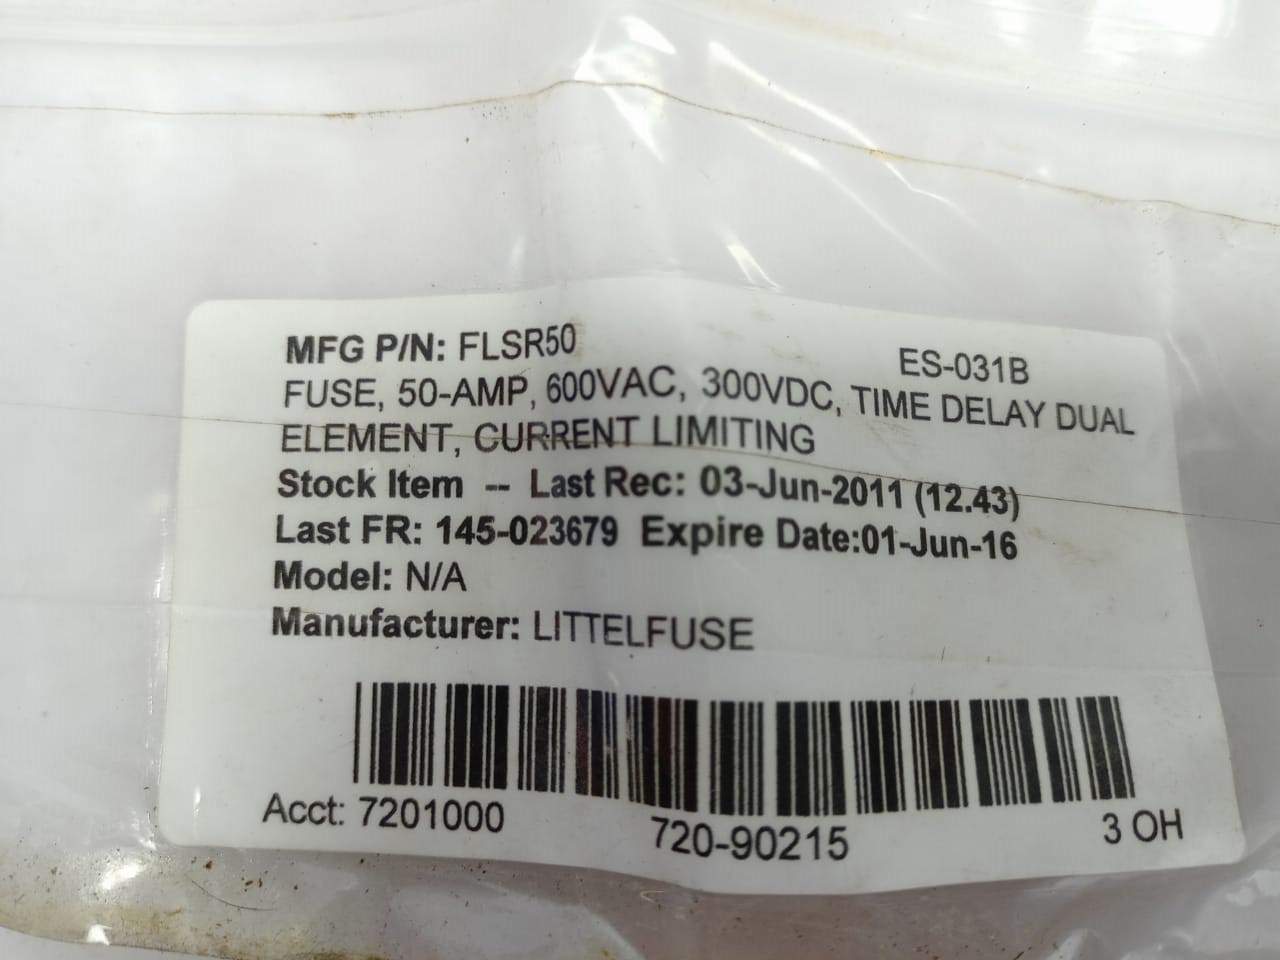 MFG P/N: FLSR50 ES-031B
FUSE, 50-AMP, 600VAC, 300VDC, TIME DELAY DUAL
ELEMENT, CURRENT LIMITING
Stock Item -- Last Rec: 03-Jun-2011 (12.43)
Last FR: 145-023679 Expire Date:01-Jun-16
Model: N/A
Manufacturer: LITTELFUSE
Acct: 7201000 720-90215 3 OH